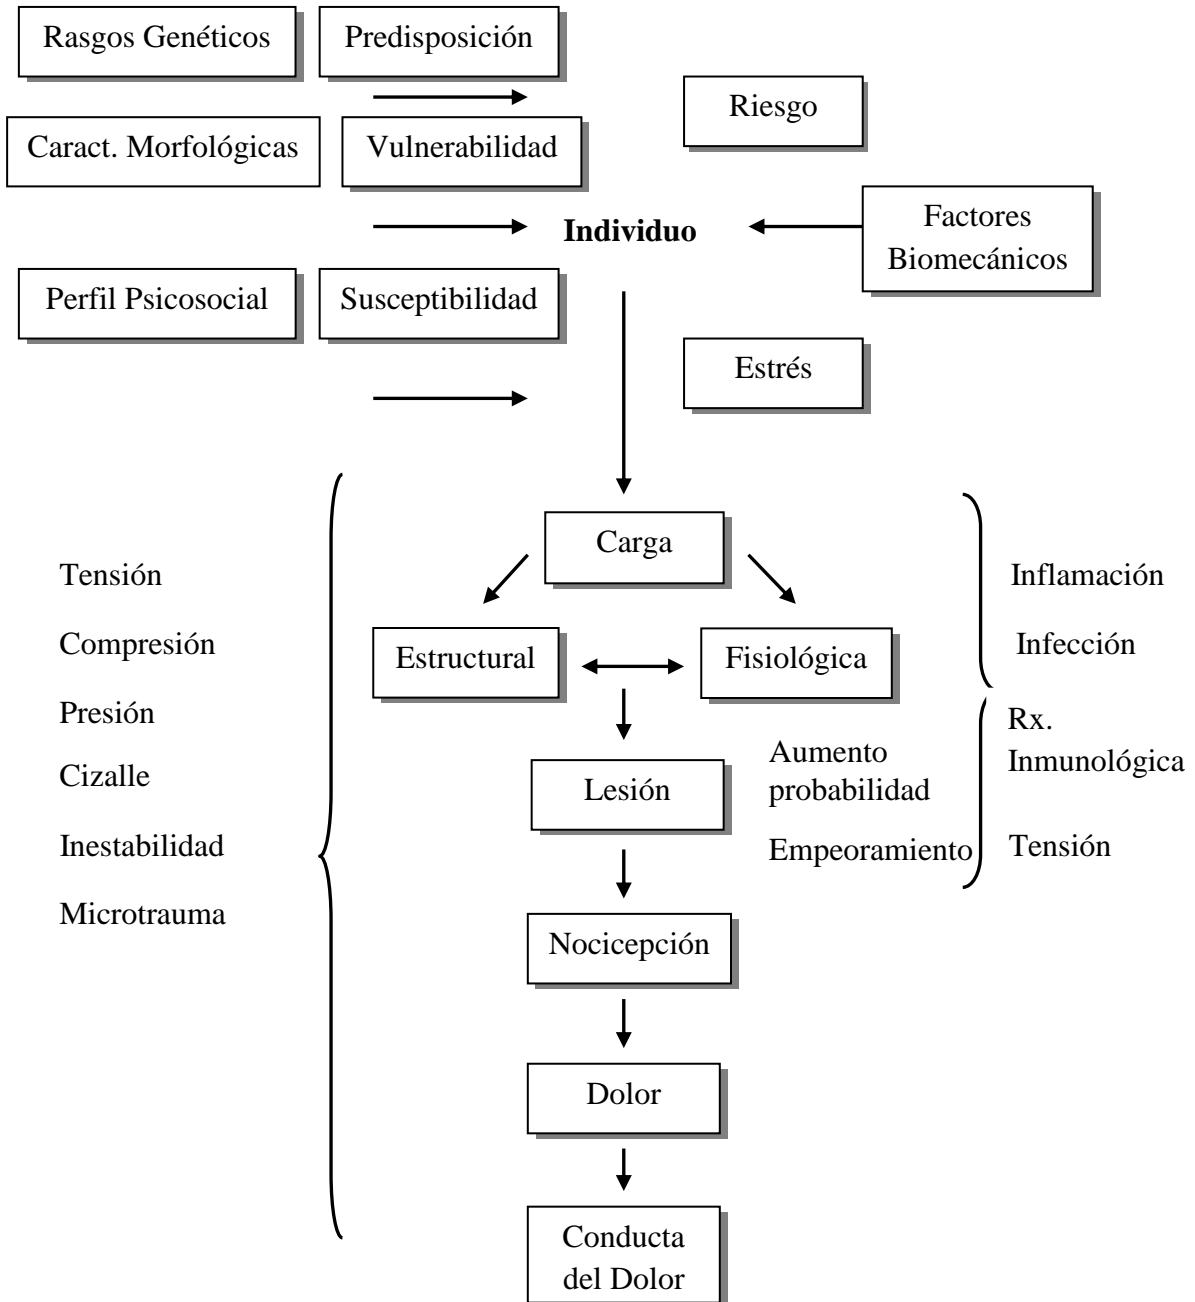 Rasgos Genéticos
Predisposición
Riesgo
Caract. Morfológicas
Vulnerabilidad
Individuo
Factores
Biomecánicos
Perfil Psicosocial
Susceptibilidad
Estrés
Carga
Tensión
Compresión
Presión
Cizalle
Inestabilidad
Microtrauma
Estructural
Fisiológica
Inflamación
Infección
Rx.
Inmunológica
Tensión
Lesión
Aumento
probabilidad
Empeoramiento
Nocicepción
Dolor
Conducta
del Dolor